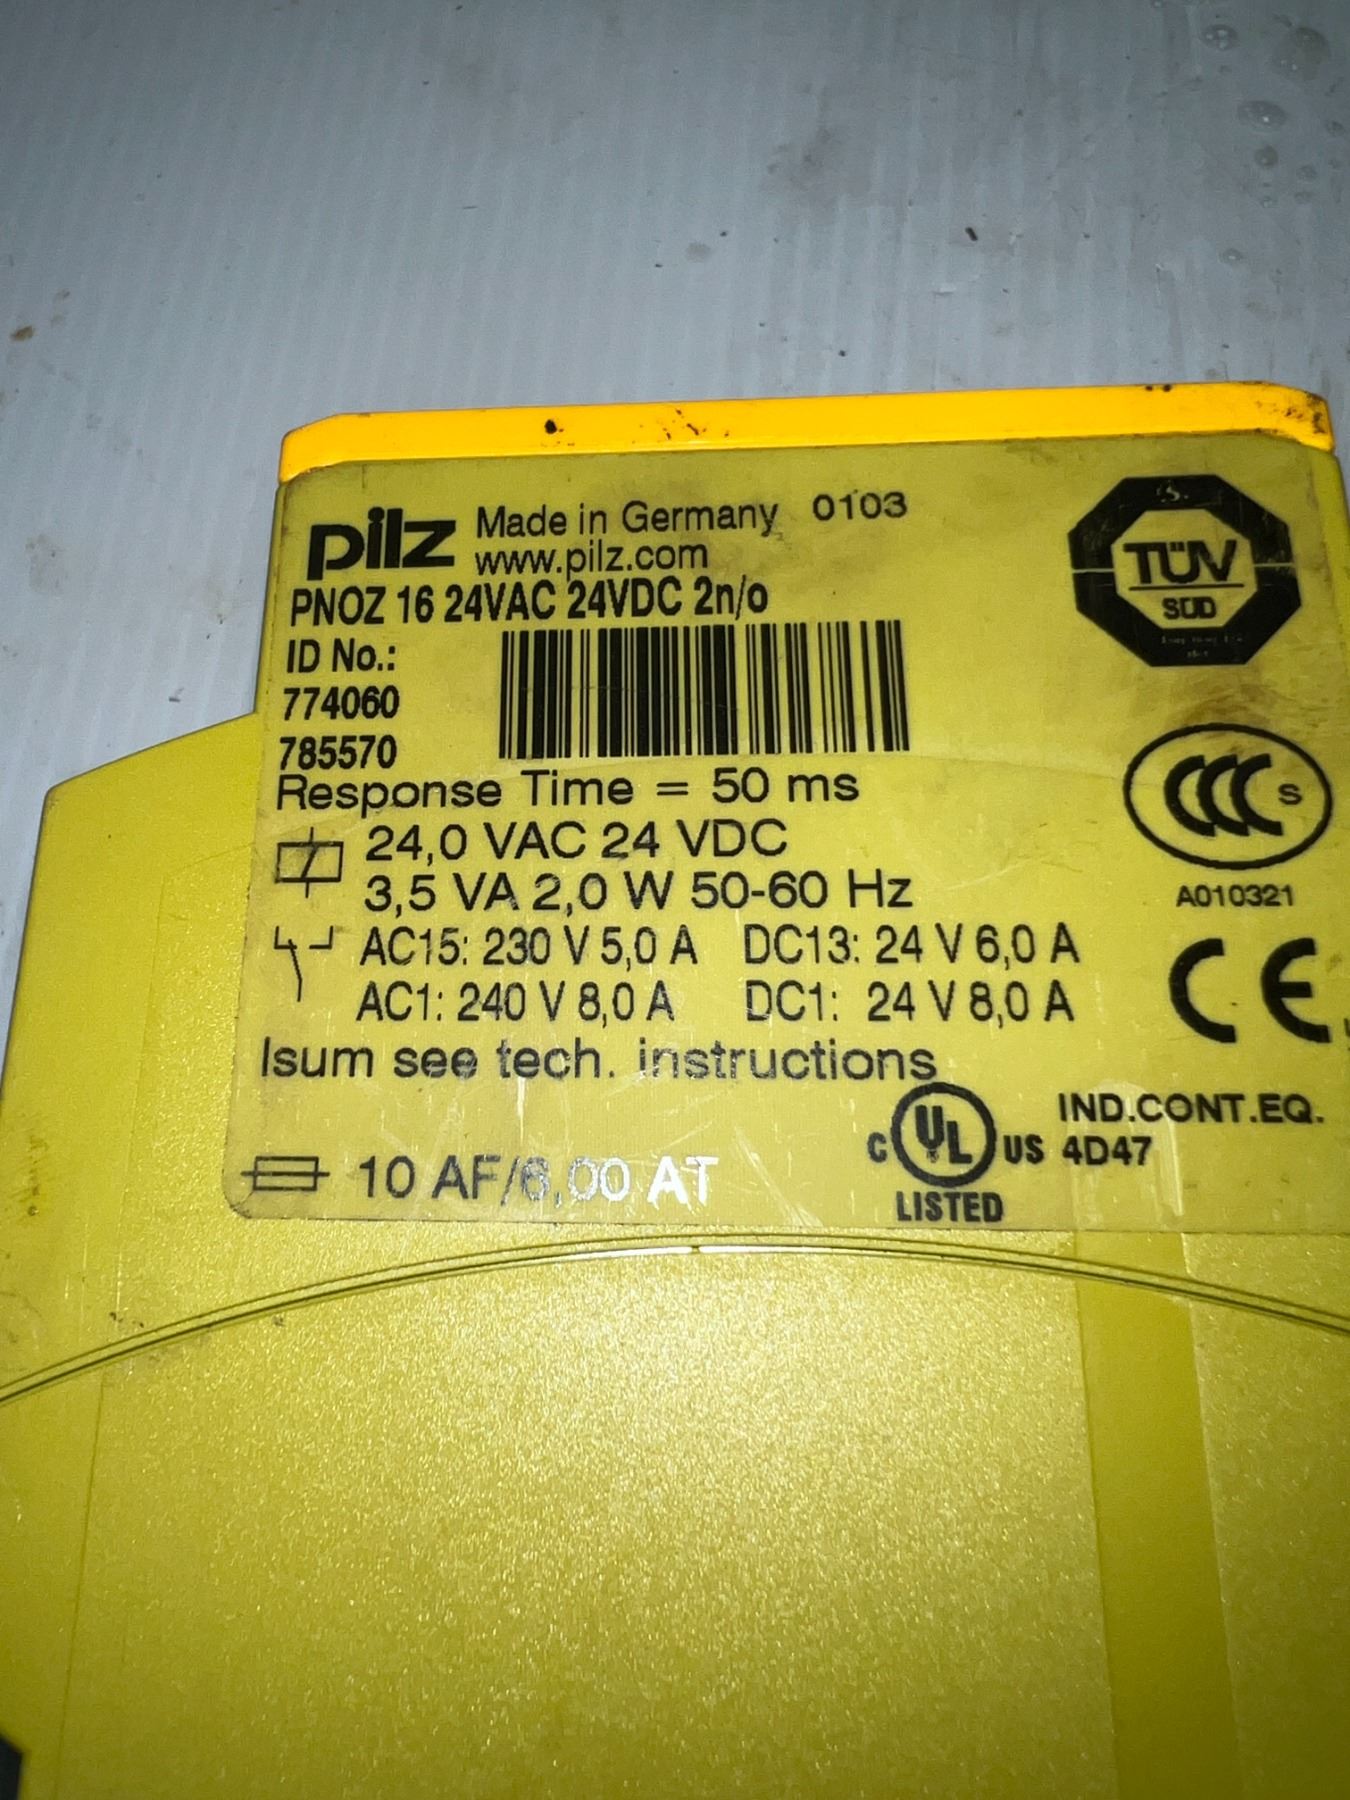 pilz Made in Germany 0103
www.pilz.com
PNOZ 16 24VAC 24VDC 2n/o
ID No.:
774060
785570
Response Time = 50 ms
24,0 VAC 24 VDC
3,5 VA 2,0 W 50-60 Hz
AC15: 230 V 5,0 A DC13: 24 V 6,0 A
AC1: 240 V 8,0 A DC1: 24 V 8,0 A
Isum see tech. instructions
10 AF/6,00 AT
TÜV
SÜD
CCC S
A010321
CE
IND.CONT.EQ.
C UL US 4D47
LISTED